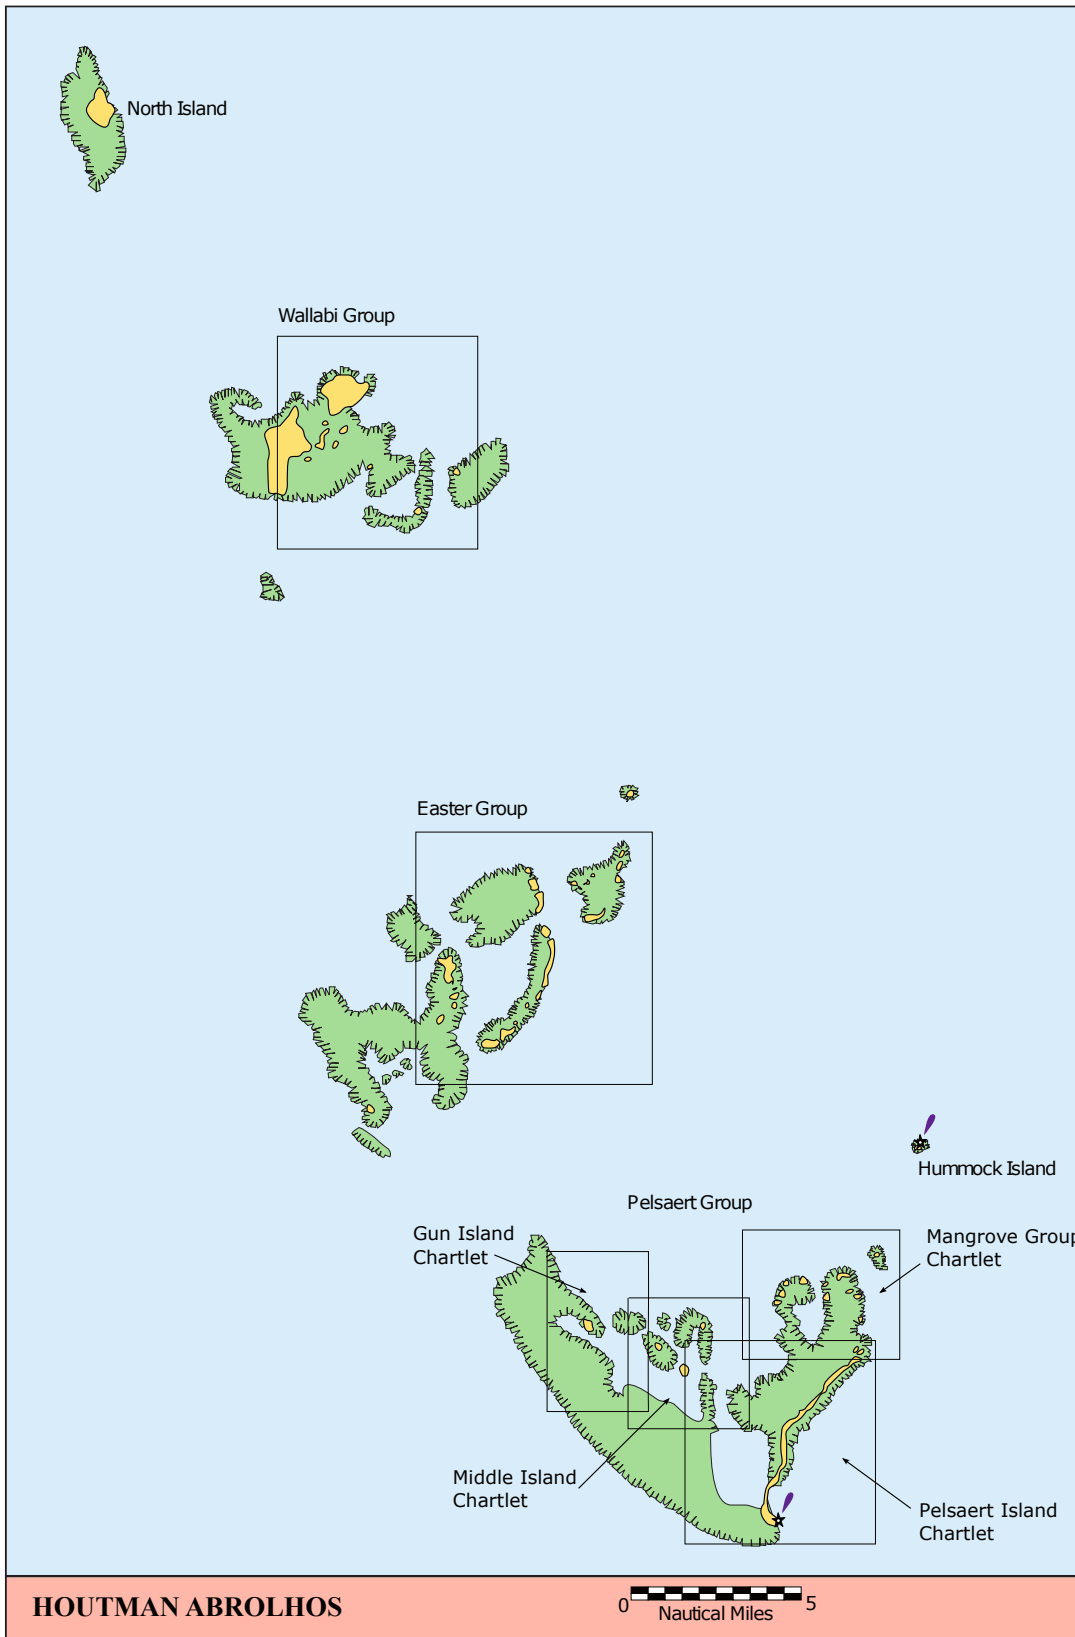 North Island
Wallabi Group
Easter Group
Hummock Island
Pelsaert Group
Gun Island
Chartlet
Mangrove Group
Chartlet
Middle Island
Chartlet
Pelsaert Island
Chartlet
HOUTMAN ABROLHOS
0 5
Nautical Miles